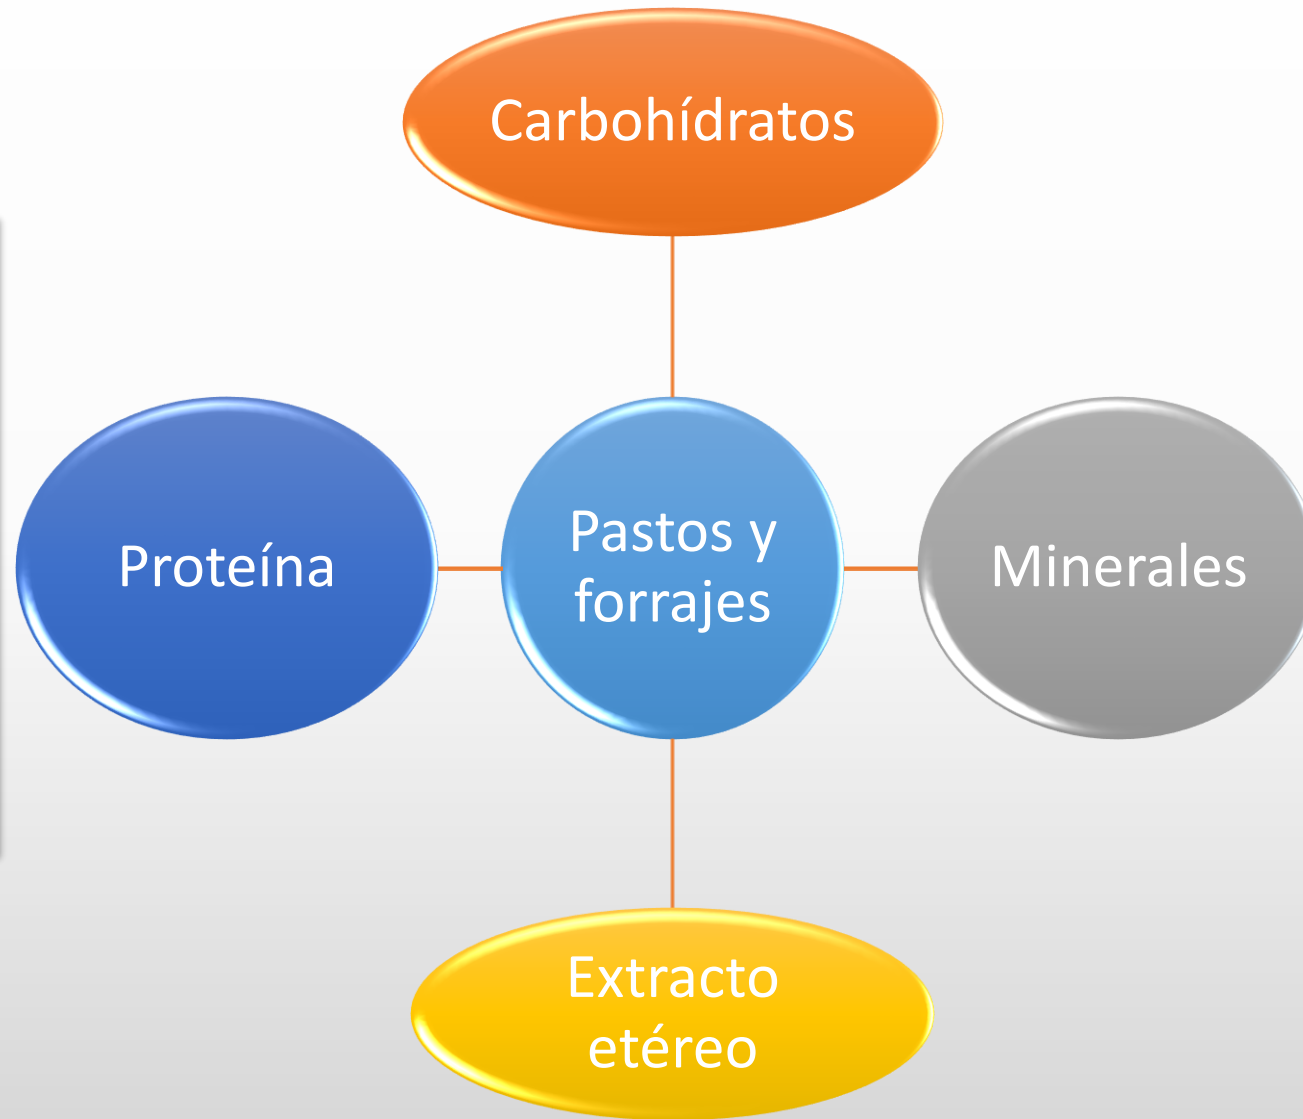 Carbohídratos
Proteína
Pastos y
forrajes
Minerales
Extracto
etéreo